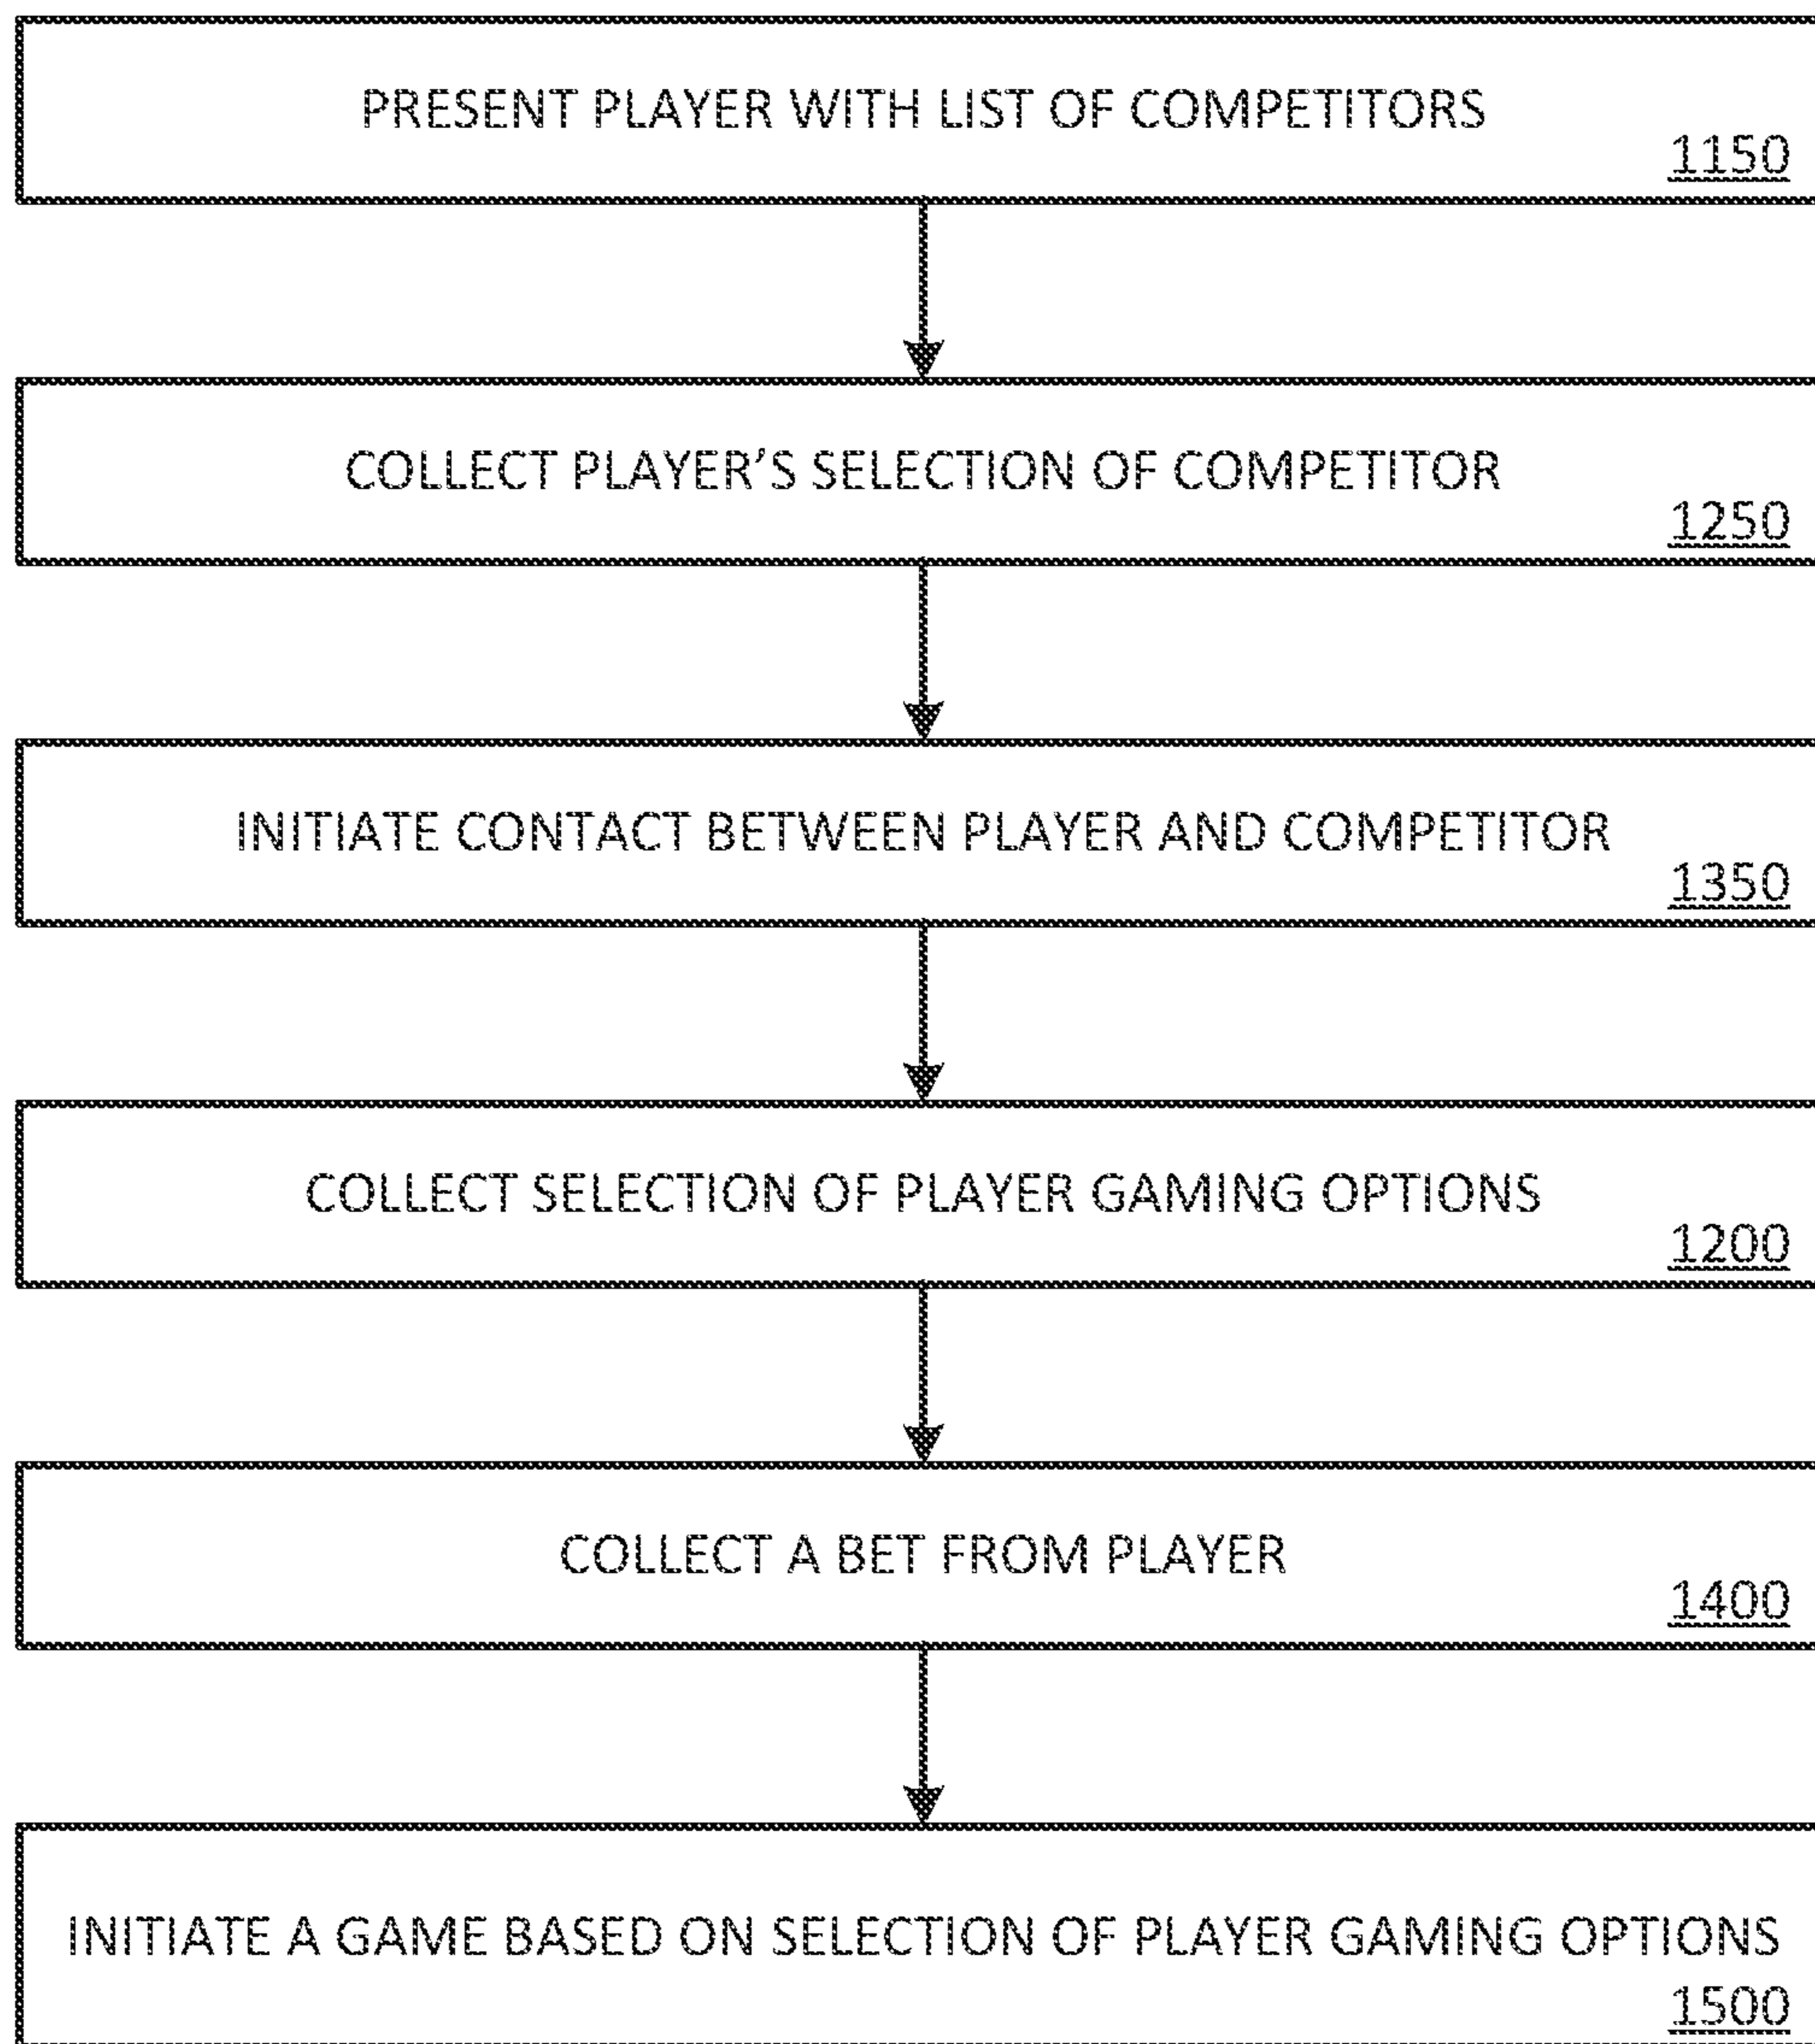 PRESENT PLAYER WITH LIST OF COMPETITORS
1150
COLLECT PLAYER’S SELECTION OF COMPETITOR
1250
INITIATE CONTACT BETWEEN PLAYER AND COMPETITOR
1350
COLLECT SELECTION OF PLAYER GAMING OPTIONS
1200
COLLECT A BET FROM PLAYER
1400
INITIATE A GAME BASED ON SELECTION OF PLAYER GAMING OPTIONS
1500